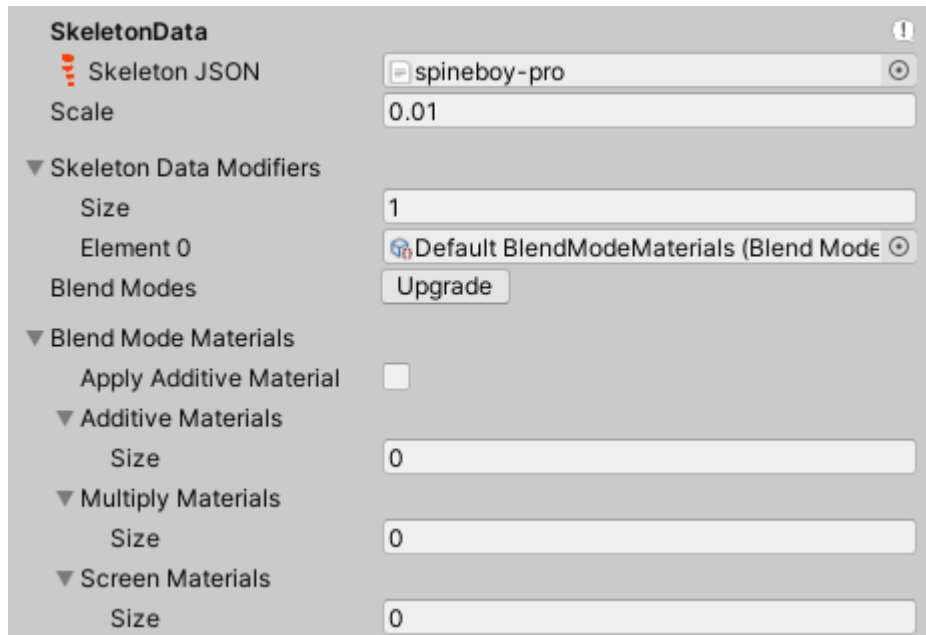 SkeletonData
Skeleton JSON spineboy-pro
Scale 0.01
Skeleton Data Modifiers
Size 1
Element 0 Default BlendModeMaterials (Blend Mode
Blend Modes Upgrade
Blend Mode Materials
Apply Additive Material
Additive Materials
Size 0
Multiply Materials
Size 0
Screen Materials
Size 0